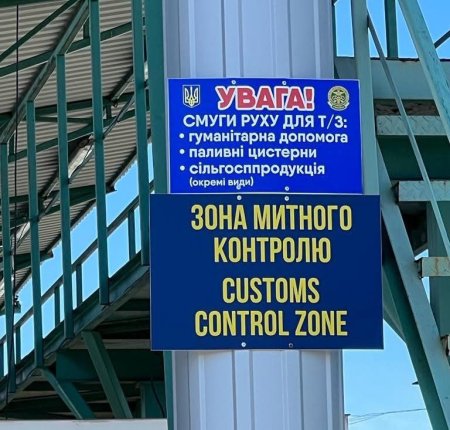 УВАГА!
СМУГИ РУХУ ДЛЯ Т/З:
• гуманітарна допомога
• паливні цистерни
• сільгосппродукція
(окремі види)
ЗОНА МИТНОГО
КОНТРОЛЮ
CUSTOMS
CONTROL ZONE